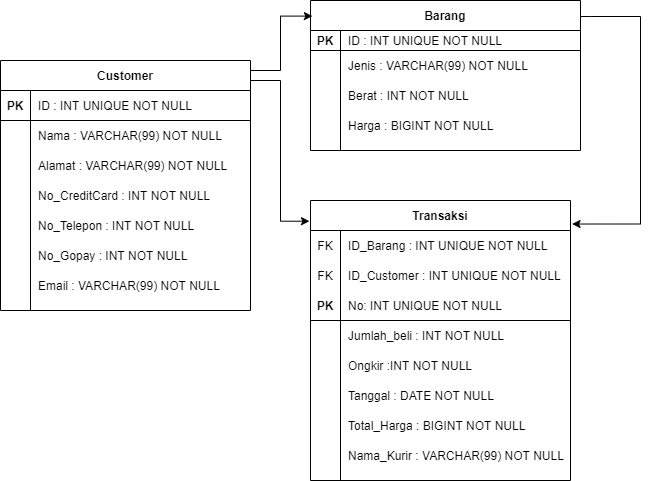 Customer
PK ID : INT UNIQUE NOT NULL
Nama : VARCHAR(99) NOT NULL
Alamat : VARCHAR(99) NOT NULL
No_CreditCard : INT NOT NULL
No_Telepon : INT NOT NULL
No_Gopay : INT NOT NULL
Email : VARCHAR(99) NOT NULL
Barang
PK ID : INT UNIQUE NOT NULL
Jenis : VARCHAR(99) NOT NULL
Berat : INT NOT NULL
Harga : BIGINT NOT NULL
Transaksi
FK ID_Barang : INT UNIQUE NOT NULL
FK ID_Customer : INT UNIQUE NOT NULL
PK No: INT UNIQUE NOT NULL
Jumlah_beli : INT NOT NULL
Ongkir :INT NOT NULL
Tanggal : DATE NOT NULL
Total_Harga : BIGINT NOT NULL
Nama_Kurir : VARCHAR(99) NOT NULL